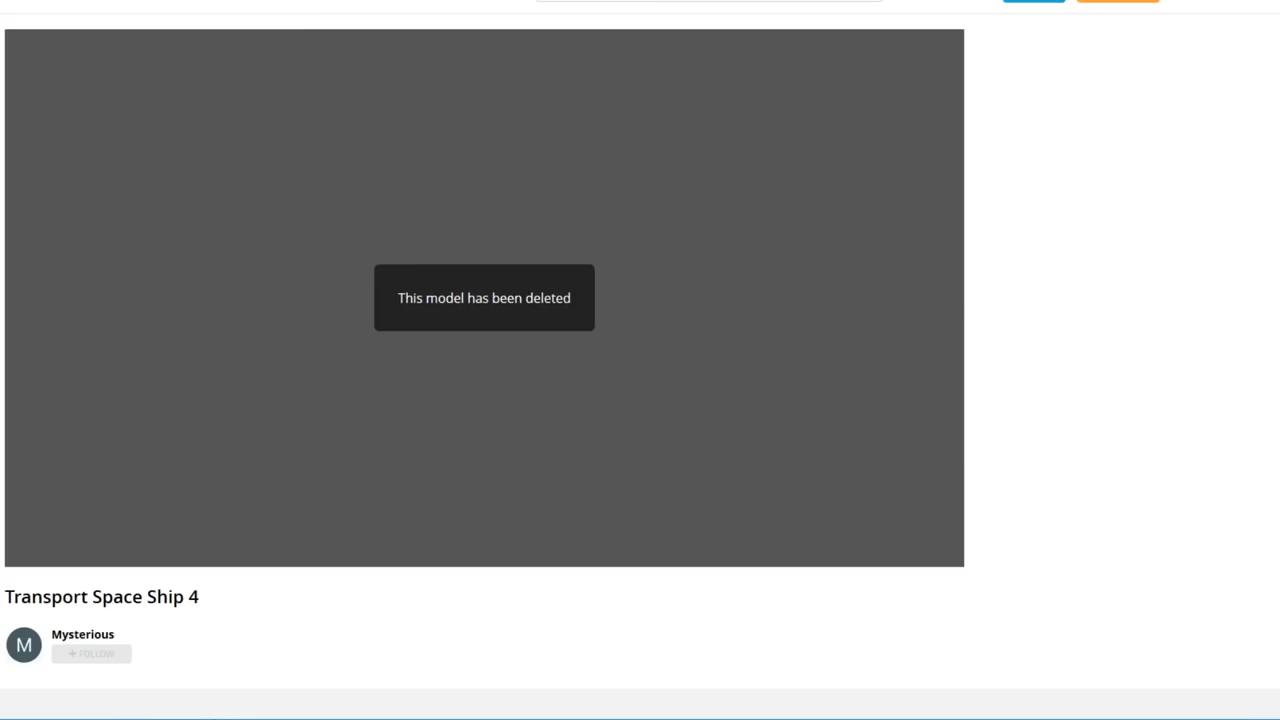 This model has been deleted
Transport Space Ship 4
M
Mysterious
+ FOLLOW